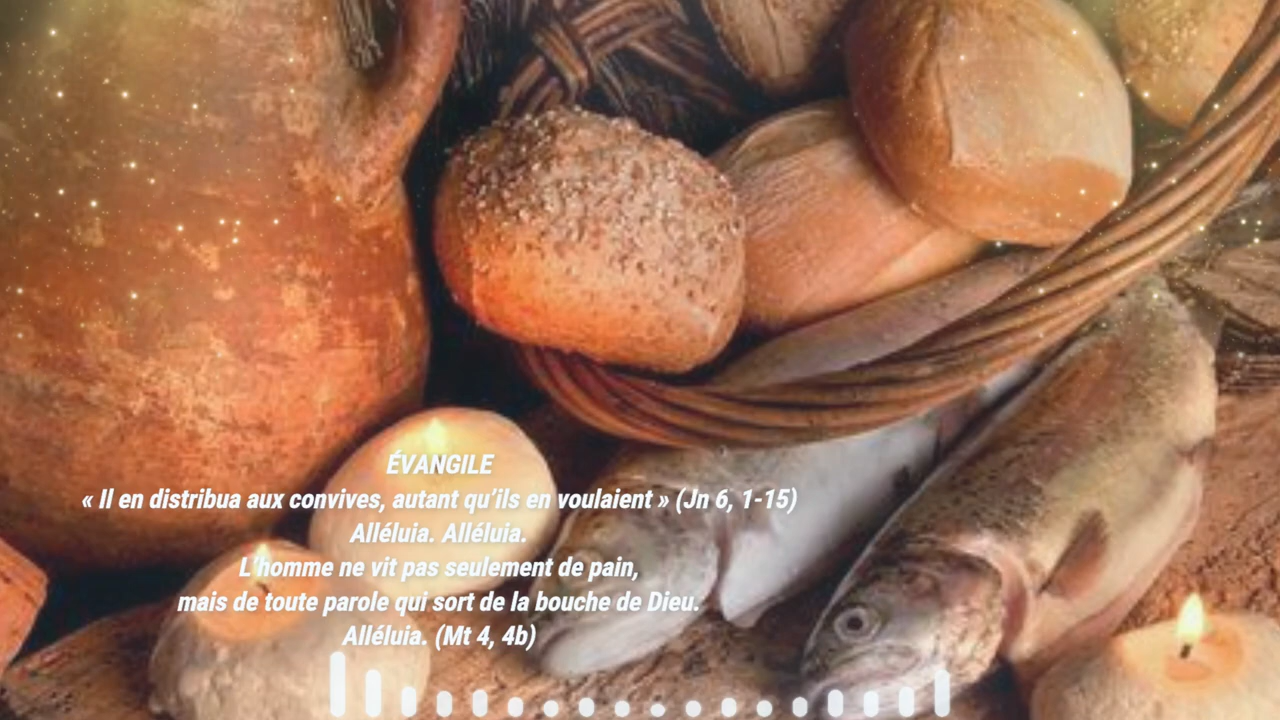 ÉVANGILE
« Il en distribua aux convives, autant qu’ils en voulaient » (Jn 6, 1-15)
Alléluia. Alléluia.
L’homme ne vit pas seulement de pain,
mais de toute parole qui sort de la bouche de Dieu.
Alléluia. (Mt 4, 4b)